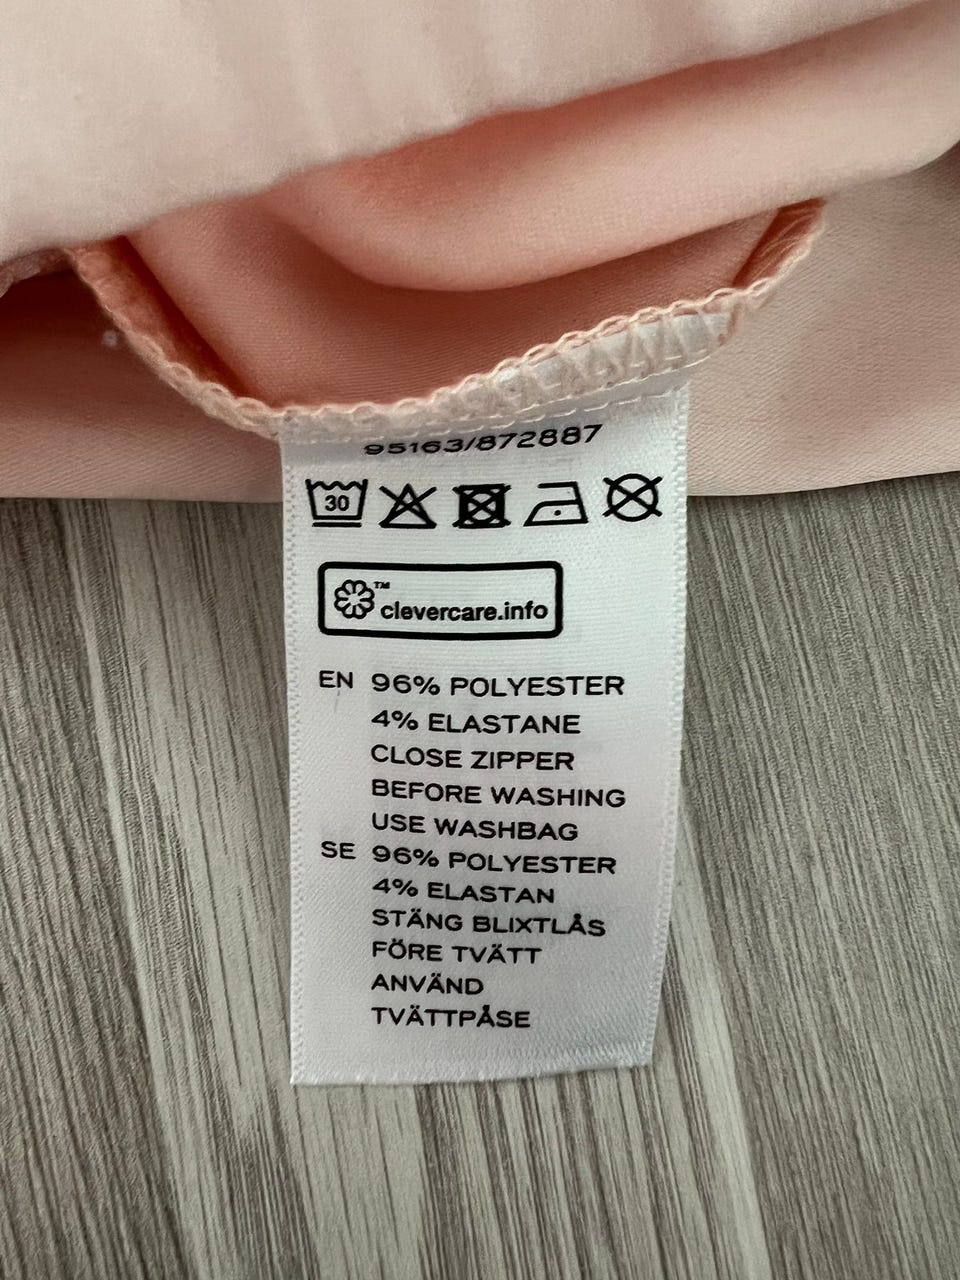 95163/872887
30
™
clevercare.info
EN 96% POLYESTER
4% ELASTANE
CLOSE ZIPPER
BEFORE WASHING
USE WASHBAG
SE 96% POLYESTER
4% ELASTAN
STÄNG BLIXTLÅS
FÖRE TVÄTT
ANVÄND
TVÄTTPÅSE